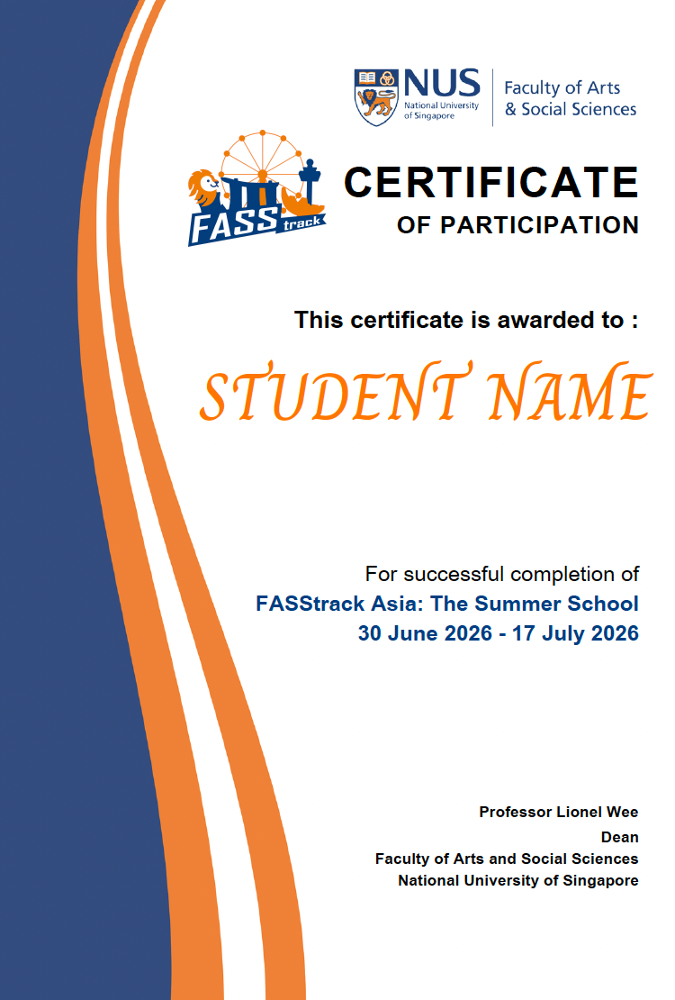 NUS
National University
of Singapore
Faculty of Arts
& Social Sciences
FASS
track
CERTIFICATE
OF PARTICIPATION
This certificate is awarded to :
STUDENT NAME
For successful completion of
FASStrack Asia: The Summer School
30 June 2026 - 17 July 2026
Professor Lionel Wee
Dean
Faculty of Arts and Social Sciences
National University of Singapore